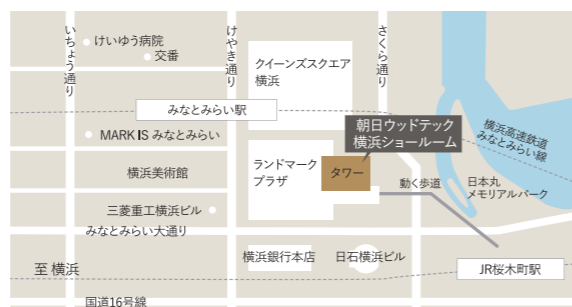 いちょう通り
けいゆう病院
交番
けやき通り
クイーンズスクエア
横浜
さくら通り
みなとみらい駅
MARK IS みなとみらい
朝日ウッドテック
横浜ショールーム
横浜高速鉄道
みなとみらい線
横浜美術館
ランドマーク
プラザ
タワー
動く歩道
日本丸
メモリアルパーク
三菱重工横浜ビル
みなとみらい大通り
横浜銀行本店
日石横浜ビル
至 横浜
JR桜木町駅
国道16号線